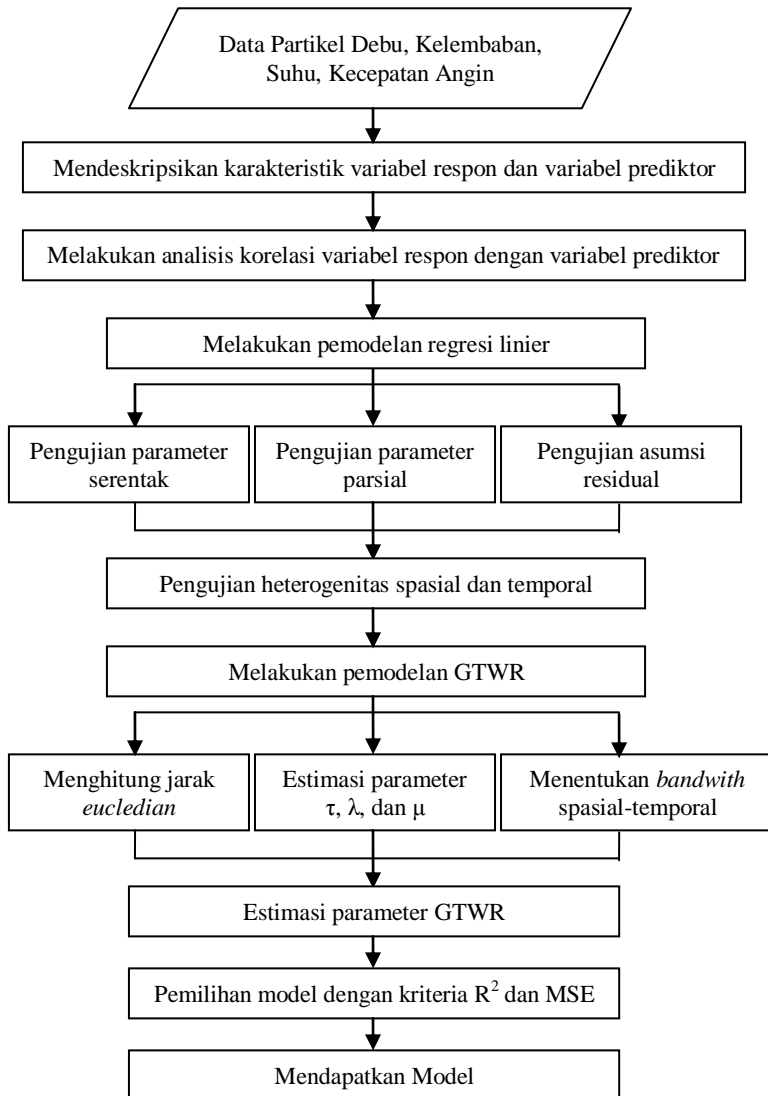 Data Partikel Debu, Kelembaban,
Suhu, Kecepatan Angin
Mendeskripsikan karakteristik variabel respon dan variabel prediktor
Melakukan analisis korelasi variabel respon dengan variabel prediktor
Melakukan pemodelan regresi linier
Pengujian parameter
serentak
Pengujian parameter
parsial
Pengujian asumsi
residual
Pengujian heterogenitas spasial dan temporal
Melakukan pemodelan GTWR
Menghitung jarak
eucledian
Estimasi parameter
τ, λ, dan μ
Menentukan bandwith
spasial-temporal
Estimasi parameter GTWR
Pemilihan model dengan kriteria R² dan MSE
Mendapatkan Model